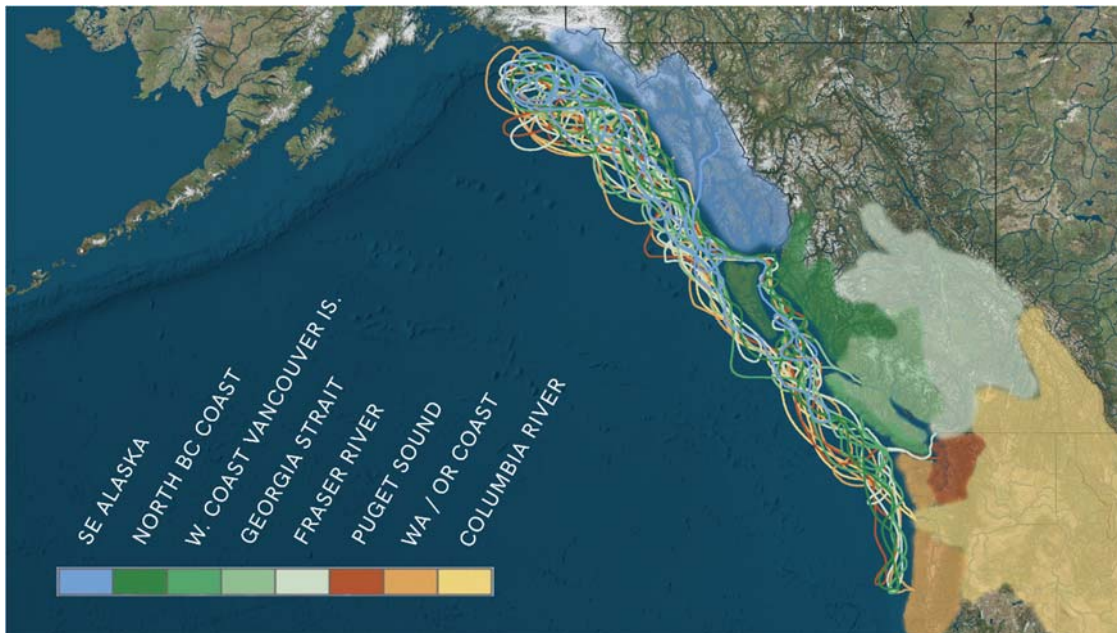 SE ALASKA
NORTH BC COAST
W. COAST VANCOUVER IS.
GEORGIA STRAIT
FRASER RIVER
PUGET SOUND
WA / OR COAST
COLUMBIA RIVER